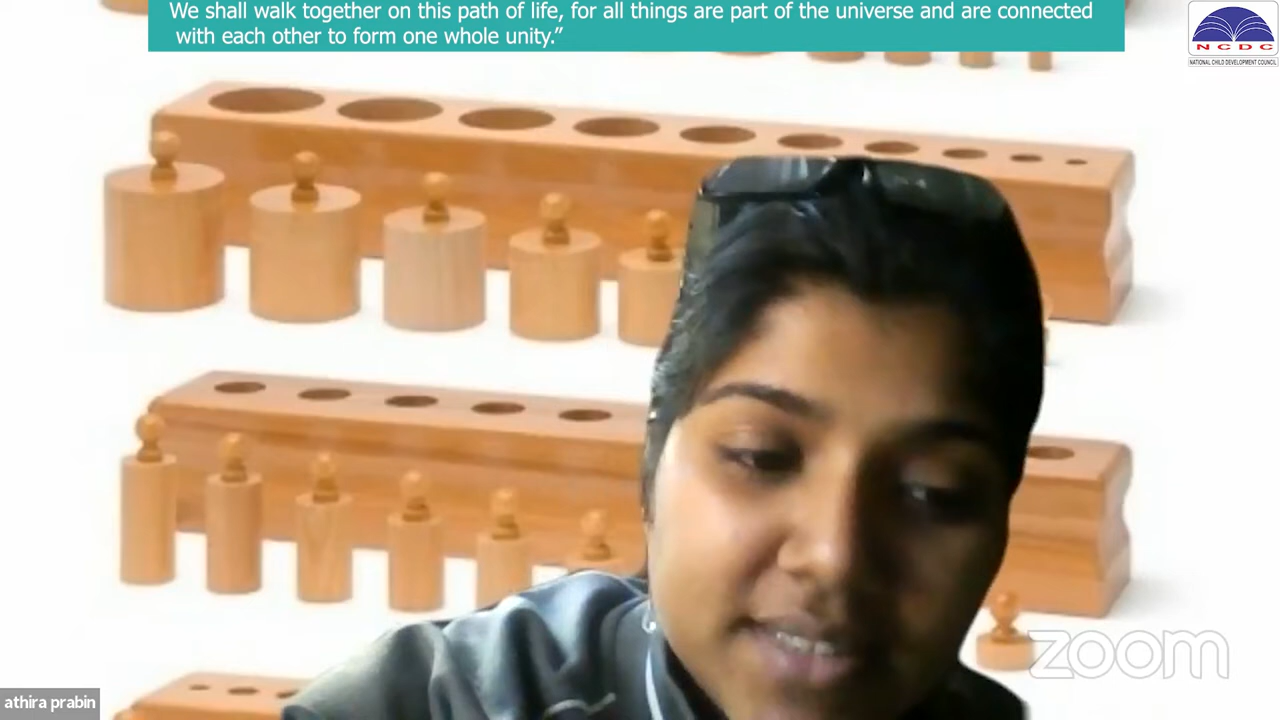 We shall walk together on this path of life, for all things are part of the universe and are connected
with each other to form one whole unity.”
NCDC
NATIONAL CHILD DEVELOPMENT COUNCIL
zoom
athira prabin